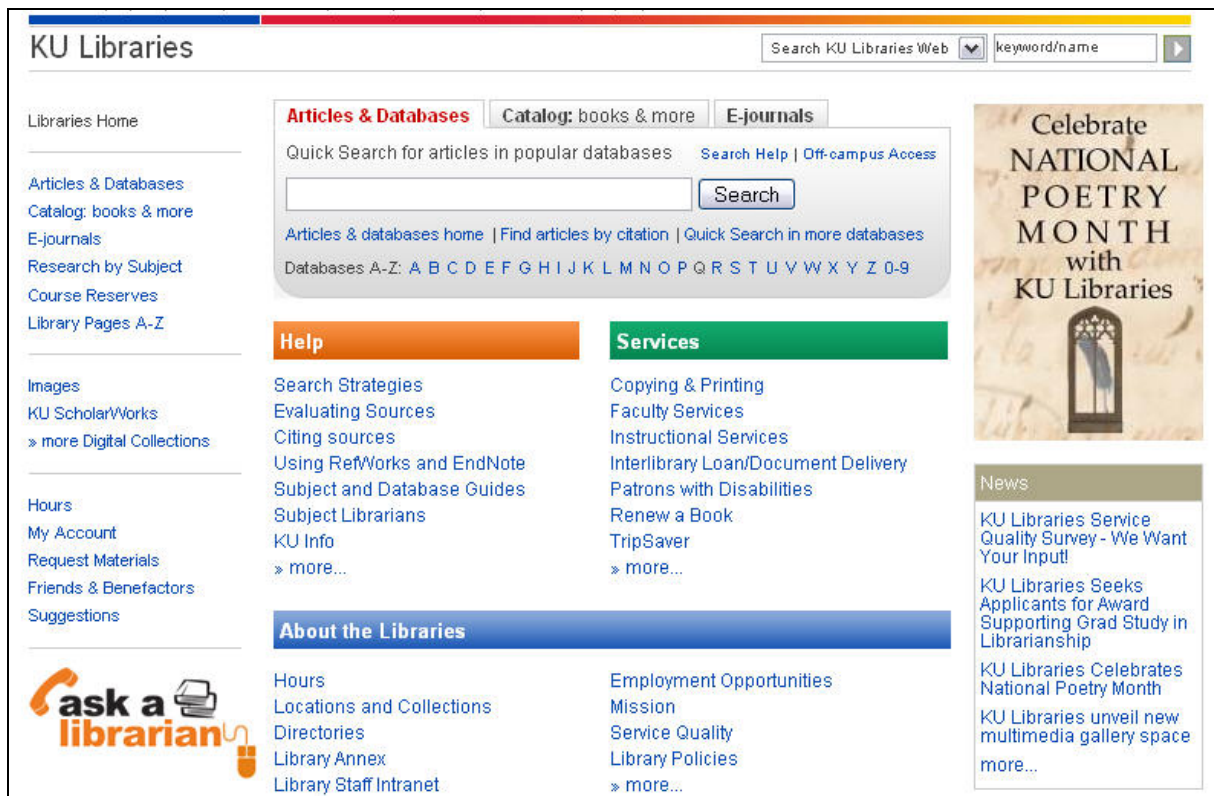 KU Libraries
Search KU Libraries Web
keyword/name
Libraries Home
Articles & Databases
Catalog: books & more
E-journals
Research by Subject
Course Reserves
Library Pages A-Z
Images
KU ScholarWorks
» more Digital Collections
Hours
My Account
Request Materials
Friends & Benefactors
Suggestions
ask a
librarian
Articles & Databases
Catalog: books & more
E-journals
Quick Search for articles in popular databases
Search Help | Off-campus Access
Search
Articles & databases home | Find articles by citation | Quick Search in more databases
Databases A-Z: A B C D E F G H I J K L M N O P Q R S T U V W X Y Z 0-9
Help
Search Strategies
Evaluating Sources
Citing sources
Using RefWorks and EndNote
Subject and Database Guides
Subject Librarians
KU Info
» more...
Services
Copying & Printing
Faculty Services
Instructional Services
Interlibrary Loan/Document Delivery
Patrons with Disabilities
Renew a Book
TripSaver
» more...
About the Libraries
Hours
Locations and Collections
Directories
Library Annex
Library Staff Intranet
Employment Opportunities
Mission
Service Quality
Library Policies
» more...
Celebrate
NATIONAL
POETRY
MONTH
with
KU Libraries
News
KU Libraries Service
Quality Survey - We Want
Your Input!
KU Libraries Seeks
Applicants for Award
Supporting Grad Study in
Librarianship
KU Libraries Celebrates
National Poetry Month
KU Libraries unveil new
multimedia gallery space
more...